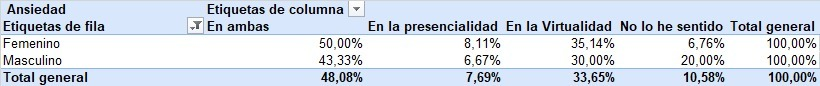 Ansiedad Etiquetas de columna
Etiquetas de fila En ambas En la presencialidad En la Virtualidad No lo he sentido Total general
Femenino 50,00% 8,11% 35,14% 6,76% 100,00%
Masculino 43,33% 6,67% 30,00% 20,00% 100,00%
Total general 48,08% 7,69% 33,65% 10,58% 100,00%